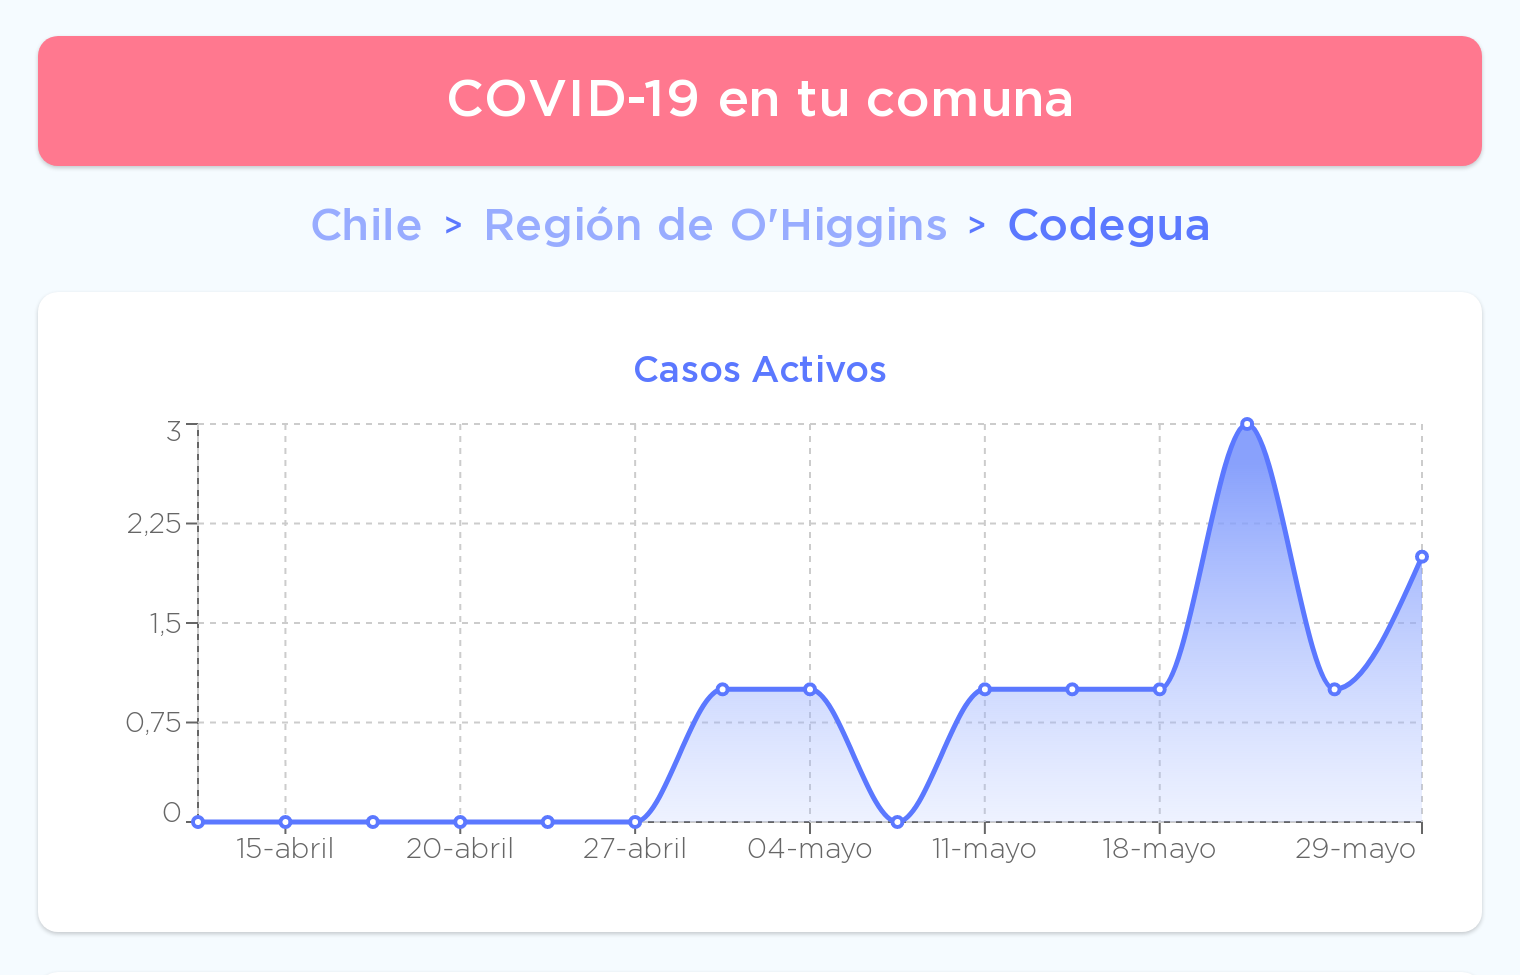 COVID-19 en tu comuna
Chile > Región de O'Higgins > Codegua
Casos Activos
3
2,25
1,5
0,75
0
15-abril 20-abril 27-abril 04-mayo 11-mayo 18-mayo 29-mayo